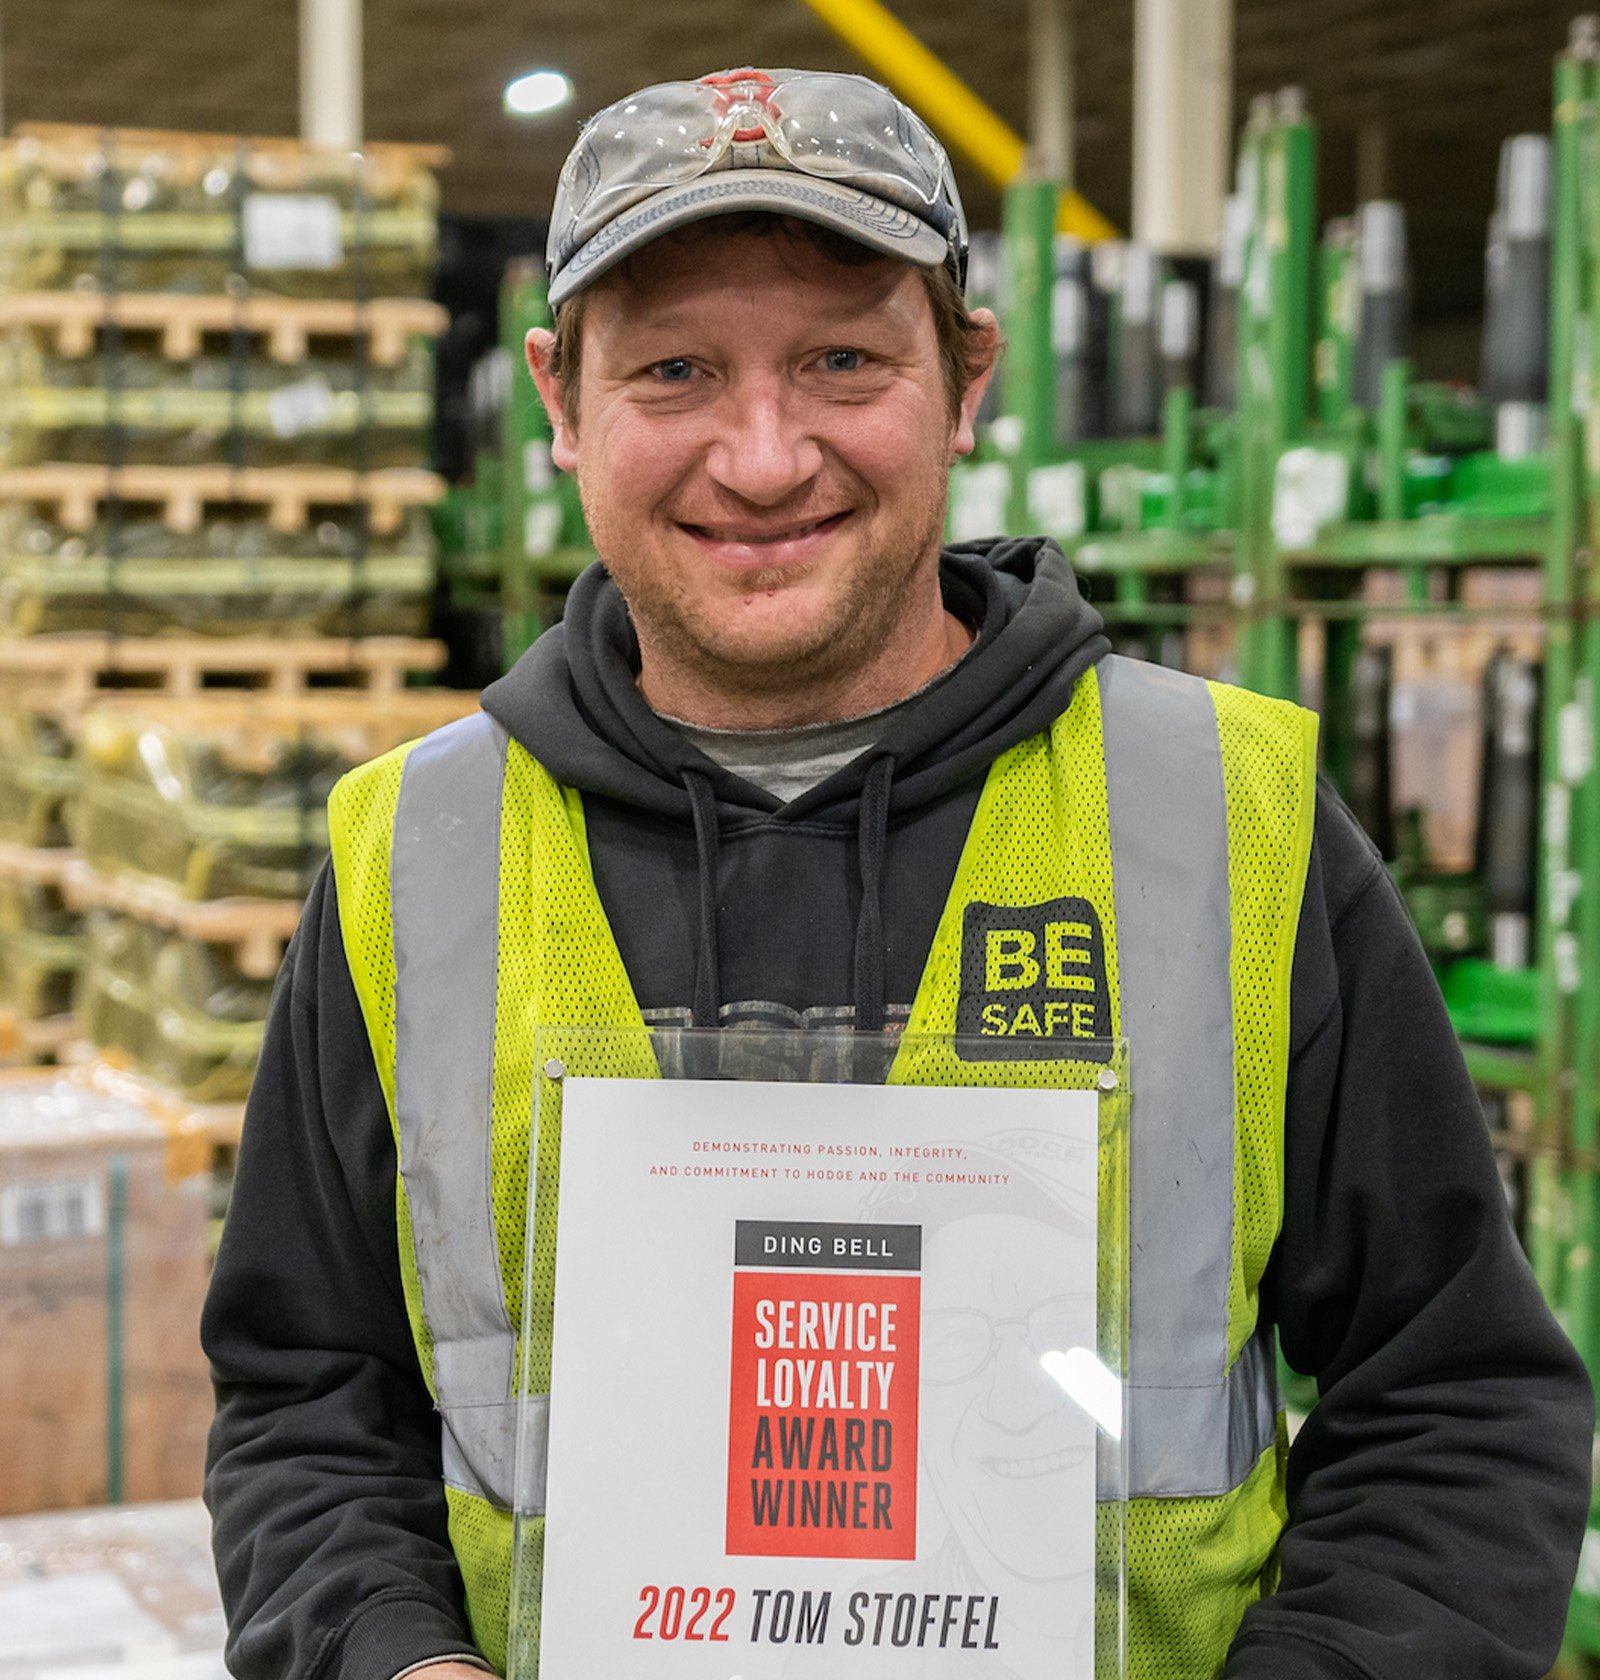 BE
SAFE
DEMONSTRATING PASSION, INTEGRITY,
AND COMMITMENT TO HODGE AND THE COMMUNITY
DING BELL
SERVICE
LOYALTY
AWARD
WINNER
2022 TOM STOFFEL